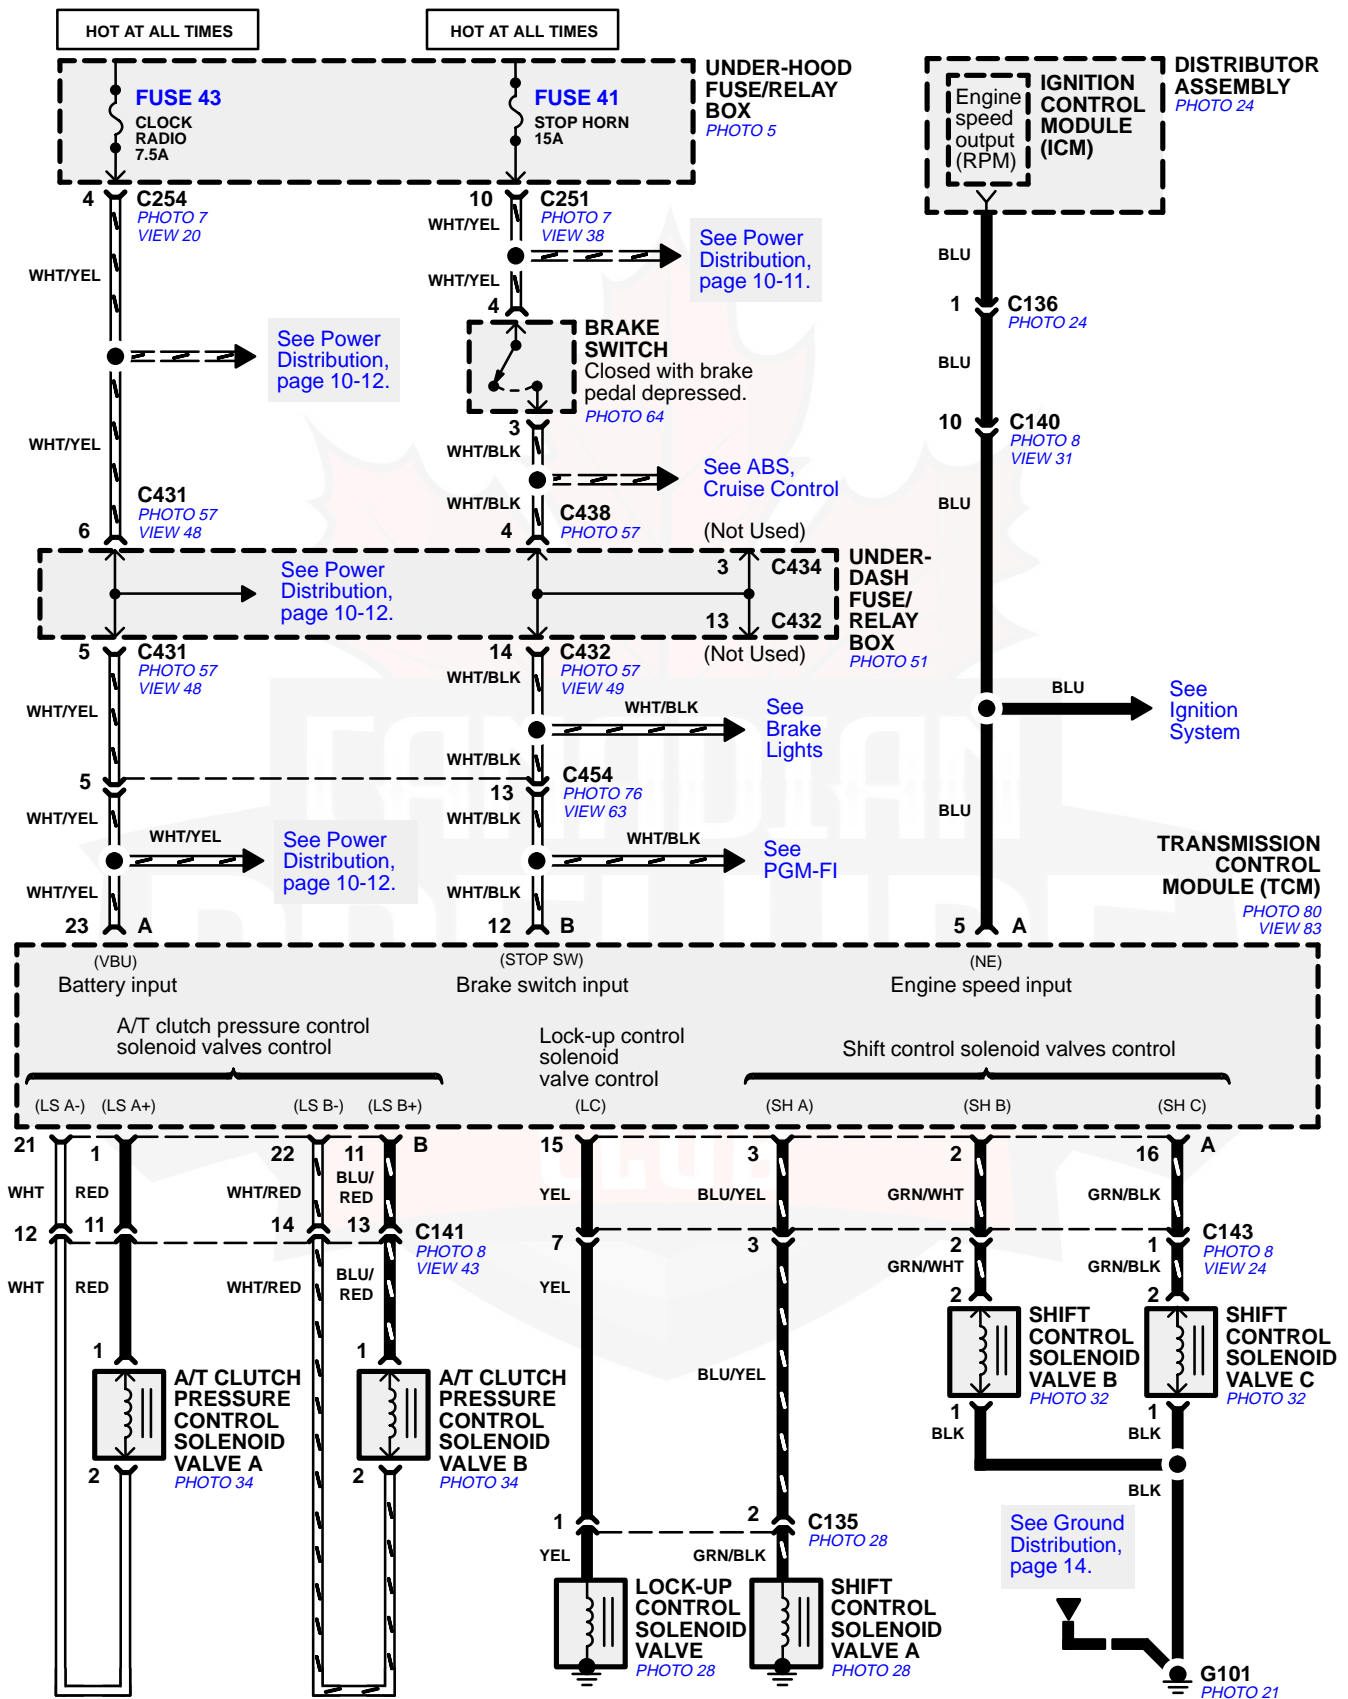 HOT AT ALL TIMES
HOT AT ALL TIMES
FUSE 43
CLOCK
RADIO
7.5A
FUSE 41
STOP HORN
15A
UNDER-HOOD
FUSE/RELAY
BOX
PHOTO 5
Engine
speed
output
(RPM)
IGNITION
CONTROL
MODULE
(ICM)
DISTRIBUTOR
ASSEMBLY
PHOTO 24
4
C254
PHOTO 7
VIEW 20
10
C251
PHOTO 7
VIEW 38
WHT/YEL
WHT/YEL
WHT/YEL
See Power
Distribution,
page 10-11.
BLU
1
C136
PHOTO 24
BLU
See Power
Distribution,
page 10-12.
4
BRAKE
SWITCH
Closed with brake
pedal depressed.
PHOTO 64
10
C140
PHOTO 8
VIEW 31
WHT/YEL
3
WHT/BLK
See ABS,
Cruise Control
C431
PHOTO 57
VIEW 48
6
WHT/BLK
C438
PHOTO 57
4
BLU
(Not Used)
See Power
Distribution,
page 10-12.
3
C434
13
C432
UNDER-
DASH
FUSE/
RELAY
BOX
PHOTO 51
5
C431
PHOTO 57
VIEW 48
14
C432
PHOTO 57
VIEW 49
(Not Used)
WHT/BLK
WHT/YEL
WHT/BLK
See
Brake
Lights
BLU
See
Ignition
System
WHT/BLK
5
C454
PHOTO 76
VIEW 63
13
WHT/YEL
WHT/BLK
BLU
WHT/YEL
See Power
Distribution,
page 10-12.
WHT/BLK
See
PGM-FI
TRANSMISSION
CONTROL
MODULE (TCM)
PHOTO 80
VIEW 83
WHT/YEL
WHT/BLK
23
A
12
B
5
A
(VBU)
Battery input
(STOP SW)
Brake switch input
(NE)
Engine speed input
A/T clutch pressure control
solenoid valves control
Lock-up control
solenoid
valve control
Shift control solenoid valves control
(LS A-)
(LS A+)
(LS B-)
(LS B+)
(LC)
(SH A)
(SH B)
(SH C)
21
1
22
11
B
15
3
2
16
A
WHT
RED
WHT/RED
BLU/
RED
YEL
BLU/YEL
GRN/WHT
GRN/BLK
12
11
14
13
C141
PHOTO 8
VIEW 43
7
3
2
1
C143
PHOTO 8
VIEW 24
WHT
RED
WHT/RED
BLU/
RED
YEL
GRN/WHT
GRN/BLK
2
SHIFT
CONTROL
SOLENOID
VALVE B
PHOTO 32
2
SHIFT
CONTROL
SOLENOID
VALVE C
PHOTO 32
1
A/T CLUTCH
PRESSURE
CONTROL
SOLENOID
VALVE A
PHOTO 34
2
1
A/T CLUTCH
PRESSURE
CONTROL
SOLENOID
VALVE B
PHOTO 34
2
BLU/YEL
1
BLK
1
BLK
BLK
1
2
C135
PHOTO 28
YEL
GRN/BLK
See Ground
Distribution,
page 14.
LOCK-UP
CONTROL
SOLENOID
VALVE
PHOTO 28
SHIFT
CONTROL
SOLENOID
VALVE A
PHOTO 28
G101
PHOTO 21
CANADIAN
PRELUDE
CLUB